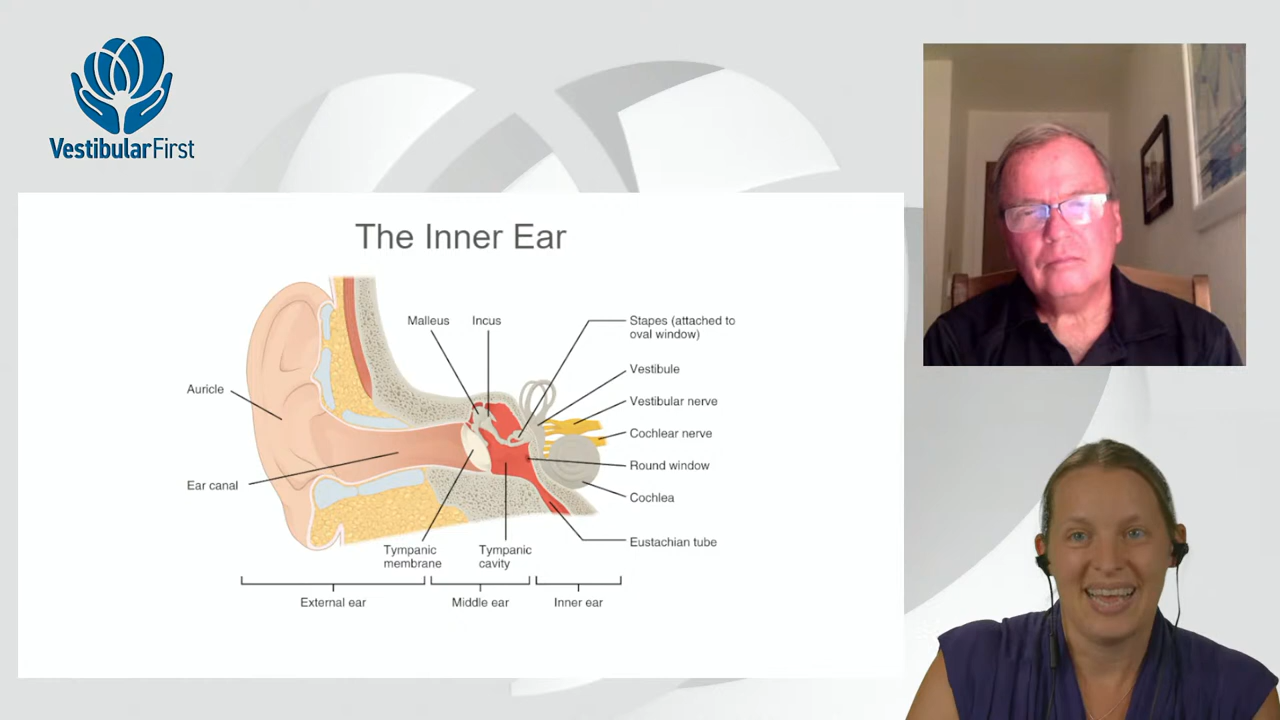 VestibularFirst
The Inner Ear
Malleus
Incus
Stapes (attached to
oval window)
Vestibule
Auricle
Vestibular nerve
Cochlear nerve
Round window
Ear canal
Cochlea
Eustachian tube
Tympanic
membrane
Tympanic
cavity
External ear
Middle ear
Inner ear